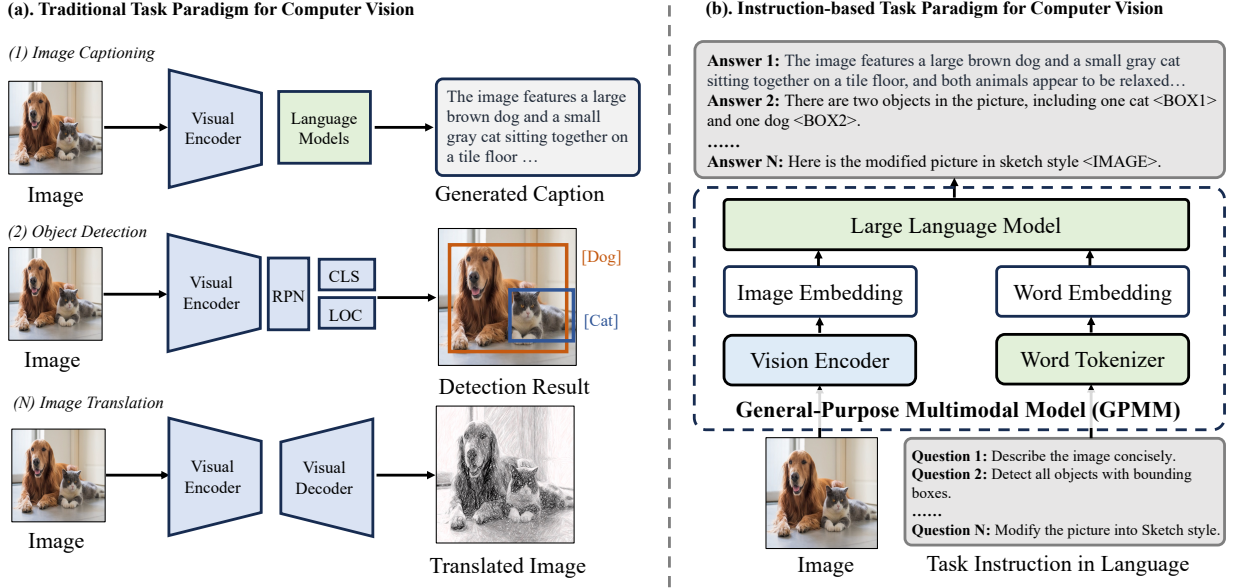 (a). Traditional Task Paradigm for Computer Vision
(1) Image Captioning
Image
Visual
Encoder
Language
Models
The image features a large
brown dog and a small
gray cat sitting together on
a tile floor …
Generated Caption
(2) Object Detection
Image
Visual
Encoder
RPN
CLS
LOC
[Dog]
[Cat]
Detection Result
(N) Image Translation
Image
Visual
Encoder
Visual
Decoder
Translated Image
(b). Instruction-based Task Paradigm for Computer Vision
Answer 1: The image features a large brown dog and a small gray cat
sitting together on a tile floor, and both animals appear to be relaxed…
Answer 2: There are two objects in the picture, including one cat <BOX1>
and one dog <BOX2>.
……
Answer N: Here is the modified picture in sketch style <IMAGE>.
Large Language Model
Image Embedding
Word Embedding
Vision Encoder
Word Tokenizer
General-Purpose Multimodal Model (GPMM)
Image
Question 1: Describe the image concisely.
Question 2: Detect all objects with bounding
boxes.
……
Question N: Modify the picture into Sketch style.
Task Instruction in Language